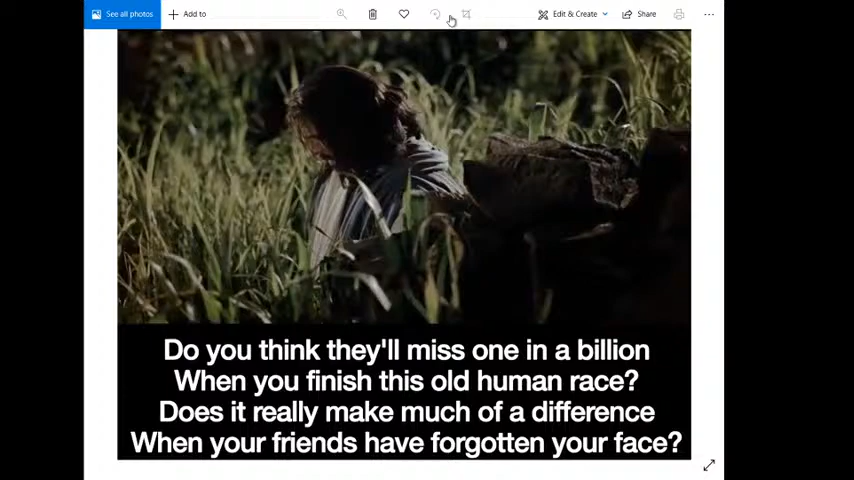 See all photos
Add to
Edit & Create
Share
Do you think they'll miss one in a billion
When you finish this old human race?
Does it really make much of a difference
When your friends have forgotten your face?